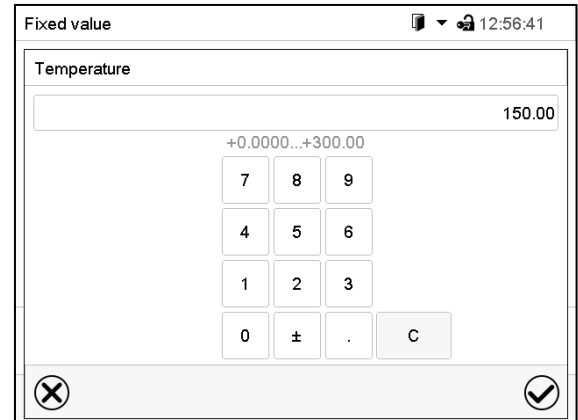 Fixed value 12:56:41
Temperature
150.00
+0.0000...+300.00
7 8 9
4 5 6
1 2 3
0 ± . C